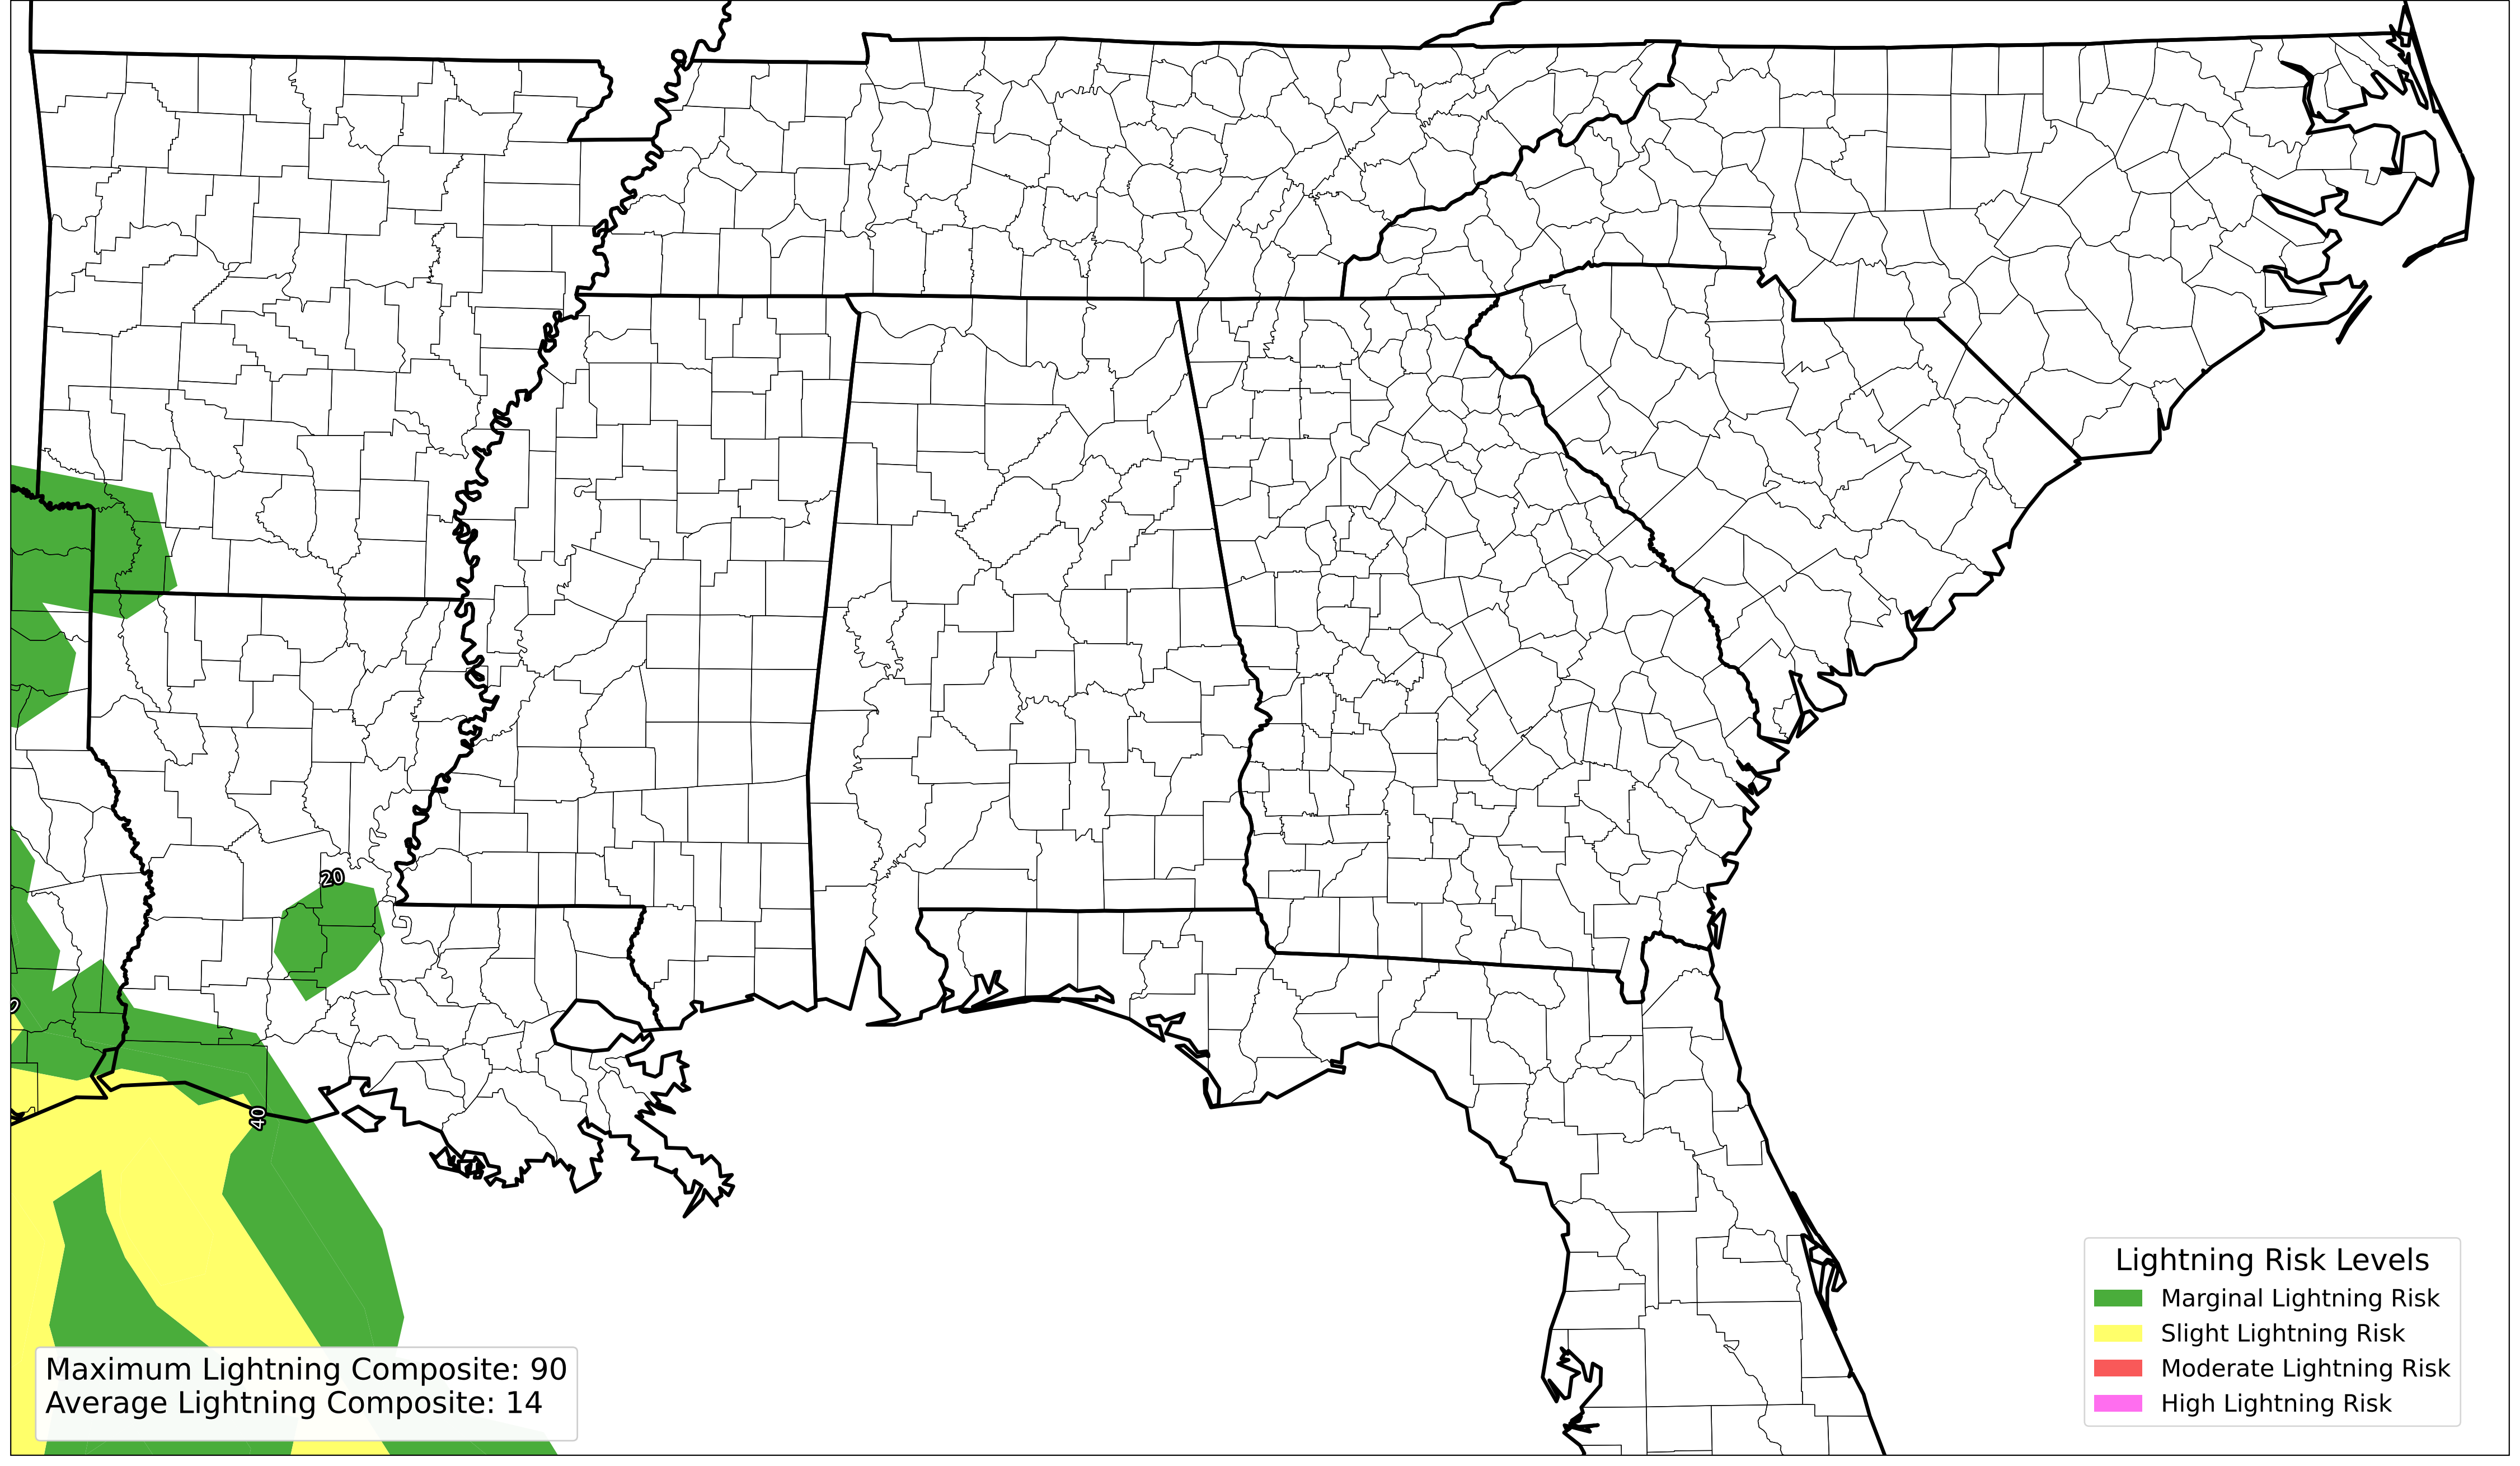 20
0
40
Lightning Risk Levels
Marginal Lightning Risk
Slight Lightning Risk
Moderate Lightning Risk
High Lightning Risk
Maximum Lightning Composite: 90
Average Lightning Composite: 14